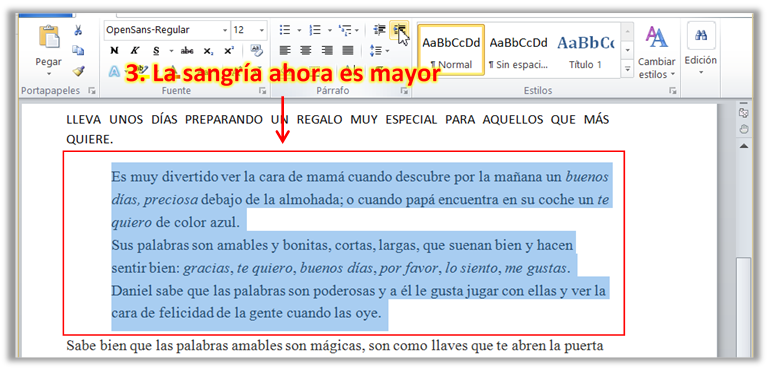 OpenSans-Regular 12
N K S abc x₂ x²
Pegar
Portapapeles
Fuente
Párrafo
AaBbCcDd AaBbCcDd AaBbCc
¶ Normal ¶ Sin espaci... Título 1
Cambiar estilos
Edición
Estilos
3. La sangría ahora es mayor
LLEVA UNOS DÍAS PREPARANDO UN REGALO MUY ESPECIAL PARA AQUELLOS QUE MÁS
QUIERE.
Es muy divertido ver la cara de mamá cuando descubre por la mañana un buenos
días, preciosa debajo de la almohada; o cuando papá encuentra en su coche un te
quiero de color azul.
Sus palabras son amables y bonitas, cortas, largas, que suenan bien y hacen
sentir bien: gracias, te quiero, buenos días, por favor, lo siento, me gustas.
Daniel sabe que las palabras son poderosas y a él le gusta jugar con ellas y ver la
cara de felicidad de la gente cuando las oye.
Sabe bien que las palabras amables son mágicas, son como llaves que te abren la puerta